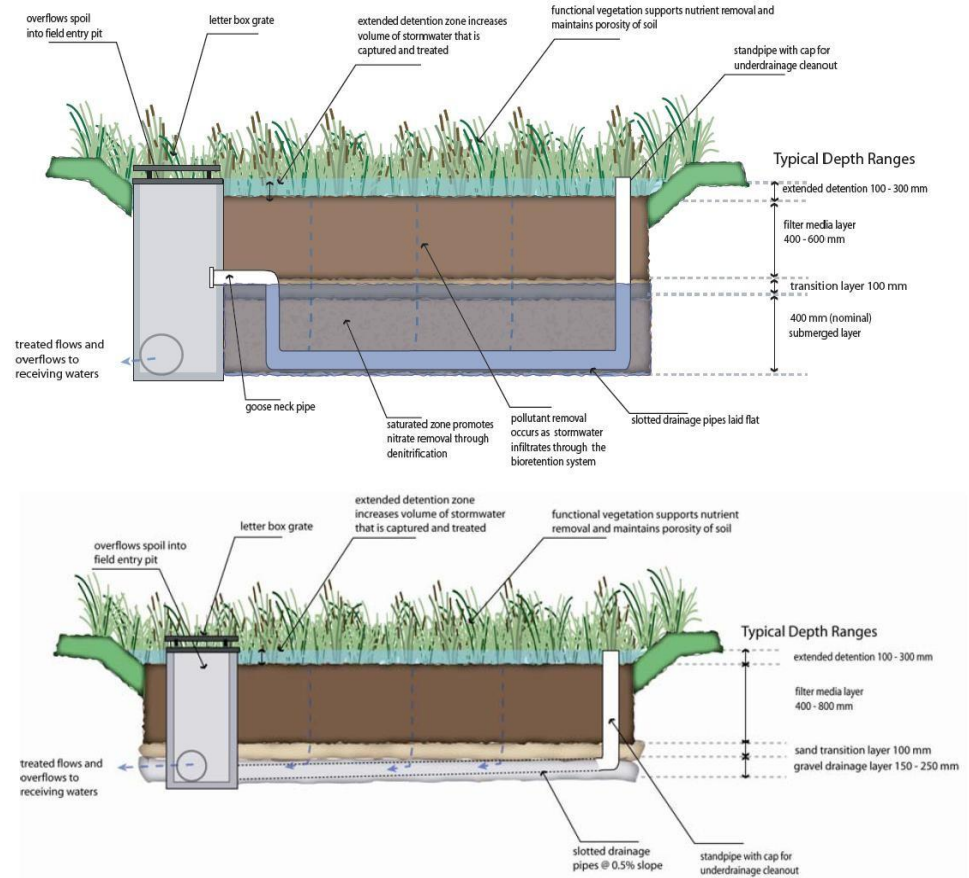 overflows spoil
into field entry pit
letter box grate
extended detention zone increases
volume of stormwater that is
captured and treated
functional vegetation supports nutrient removal and
maintains porosity of soil
standpipe with cap for
underdrainage cleanout
Typical Depth Ranges
extended detention 100 - 300 mm
filter media layer
400 - 600 mm
transition layer 100 mm
400 mm (nominal)
submerged layer
treated flows and
overflows to
receiving waters
goose neck pipe
saturated zone promotes
nitrate removal through
denitrification
pollutant removal
occurs as stormwater
infiltrates through the
bioretention system
slotted drainage pipes laid flat
overflows spoil into
field entry pit
letter box grate
extended detention zone
increases volume of stormwater
that is captured and treated
functional vegetation supports nutrient
removal and maintains porosity of soil
Typical Depth Ranges
extended detention 100 - 300 mm
filter media layer
400 - 800 mm
sand transition layer 100 mm
gravel drainage layer 150 - 250 mm
treated flows and
overflows to
receiving waters
slotted drainage
pipes @ 0.5% slope
standpipe with cap for
underdrainage cleanout